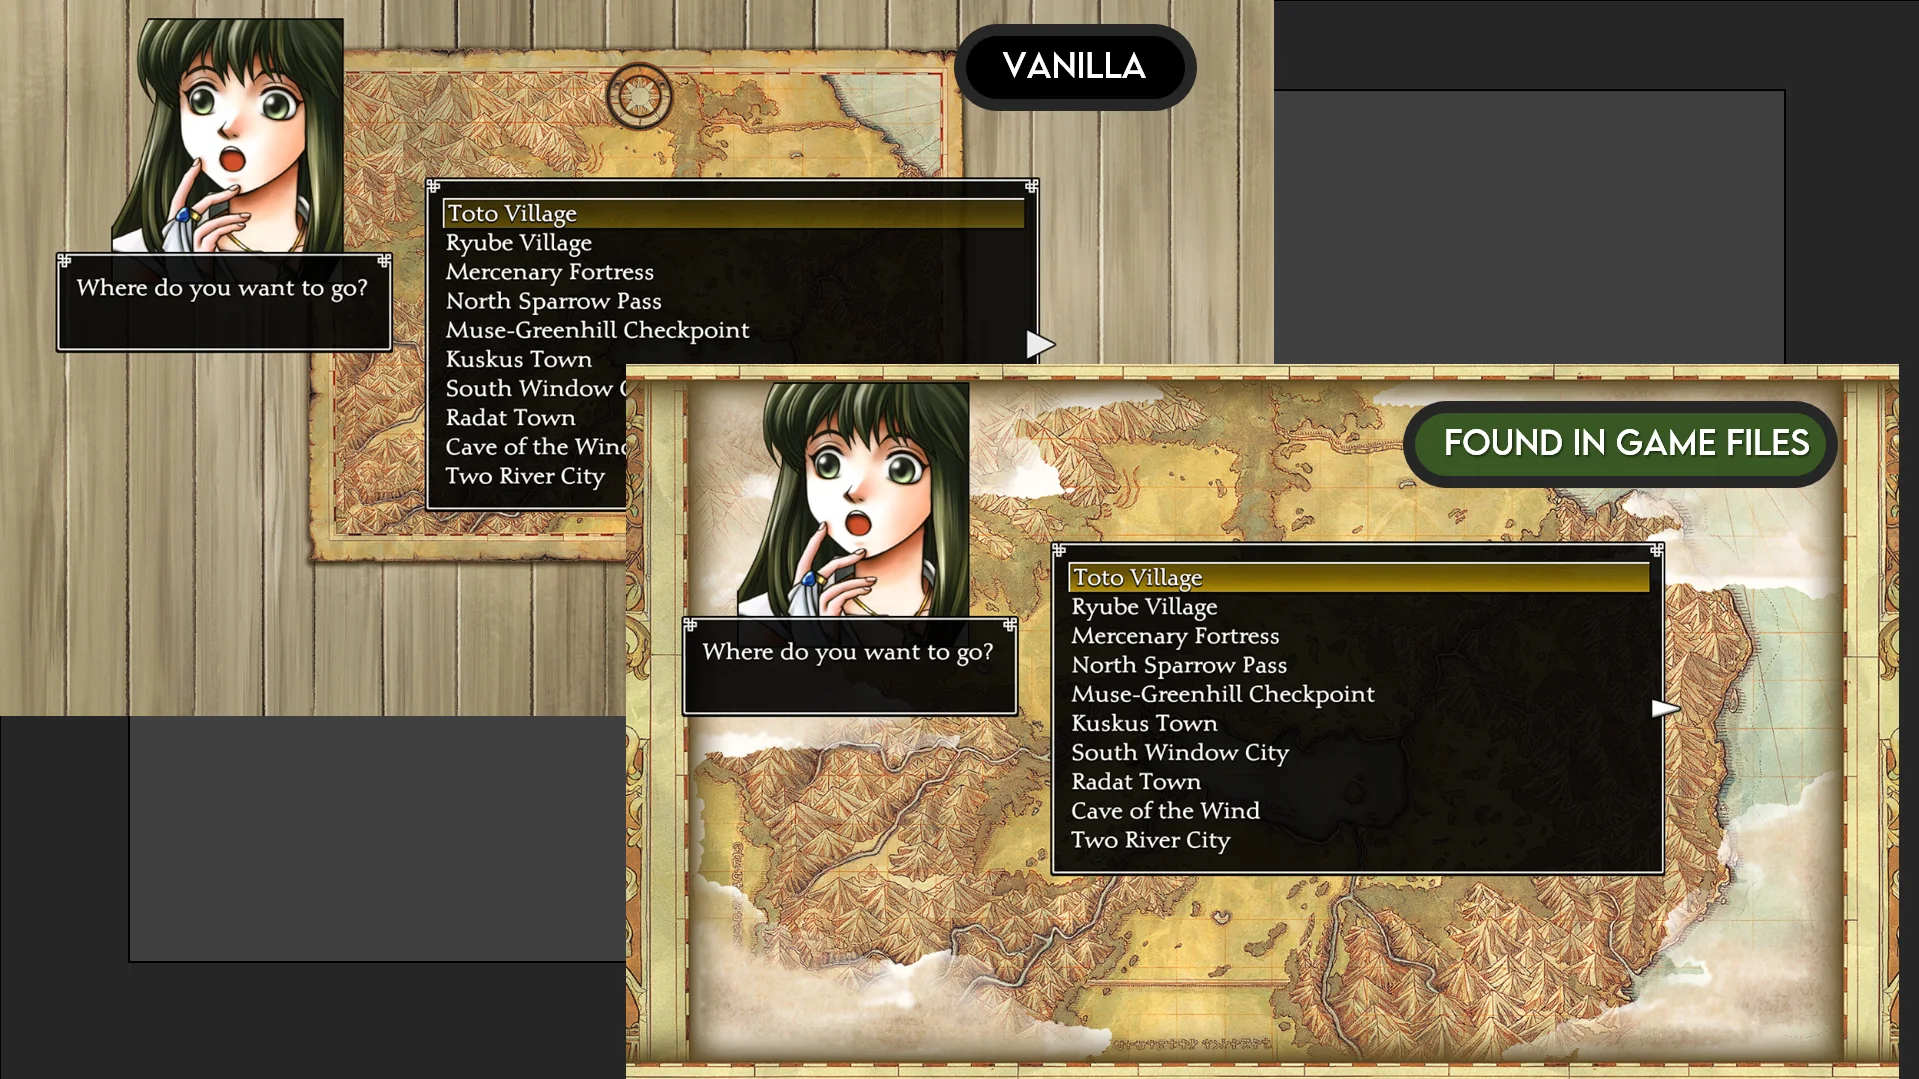 VANILLA
Where do you want to go?
Toto Village
Ryube Village
Mercenary Fortress
North Sparrow Pass
Muse-Greenhill Checkpoint
Kuskus Town
South Window
Radat Town
Cave of the
Two River City
FOUND IN GAME FILES
Where do you want to go?
Toto Village
Ryube Village
Mercenary Fortress
North Sparrow Pass
Muse-Greenhill Checkpoint
Kuskus Town
South Window City
Radat Town
Cave of the Wind
Two River City